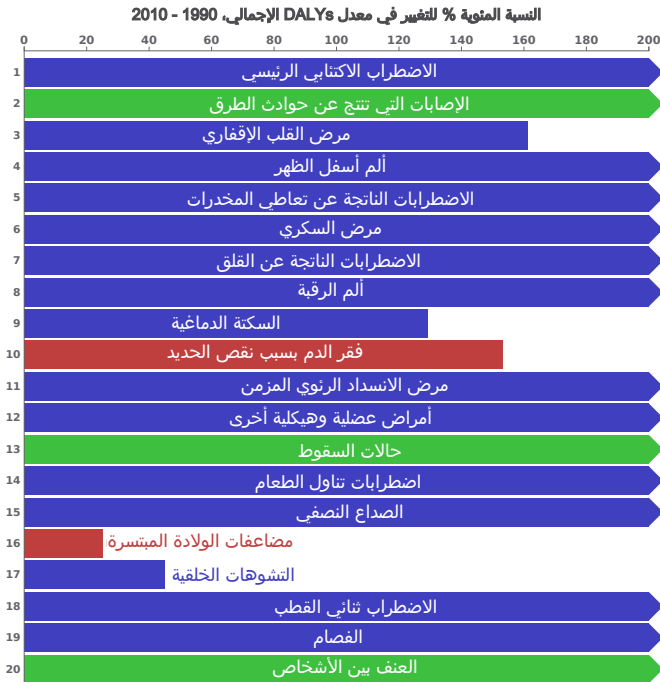 النسبة المئوية % للتغيير في معدل DALYs الإجمالي، 1990 - 2010
0 20 40 60 80 100 120 140 160 180 200
1 الاضطراب الاكتئابي الرئيسي
2 الإصابات التي تنتج عن حوادث الطرق
3 مرض القلب الإقفاري
4 ألم أسفل الظهر
5 الاضطرابات الناتجة عن تعاطي المخدرات
6 مرض السكري
7 الاضطرابات الناتجة عن القلق
8 ألم الرقبة
9 السكتة الدماغية
10 فقر الدم بسبب نقص الحديد
11 مرض الانسداد الرئوي المزمن
12 أمراض عضلية وهيكلية أخرى
13 حالات السقوط
14 اضطرابات تناول الطعام
15 الصداع النصفي
16 مضاعفات الولادة المبتسرة
17 التشوهات الخلقية
18 الاضطراب ثنائي القطب
19 الفصام
20 العنف بين الأشخاص